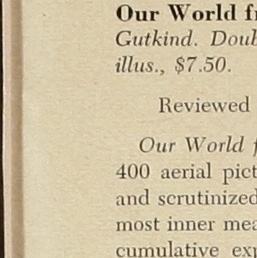 Our World f
Gutkind. Doub
illus., $7.50.
Reviewed
Our World f
400 aerial pict
and scrutinized
most inner mea
cumulative exp